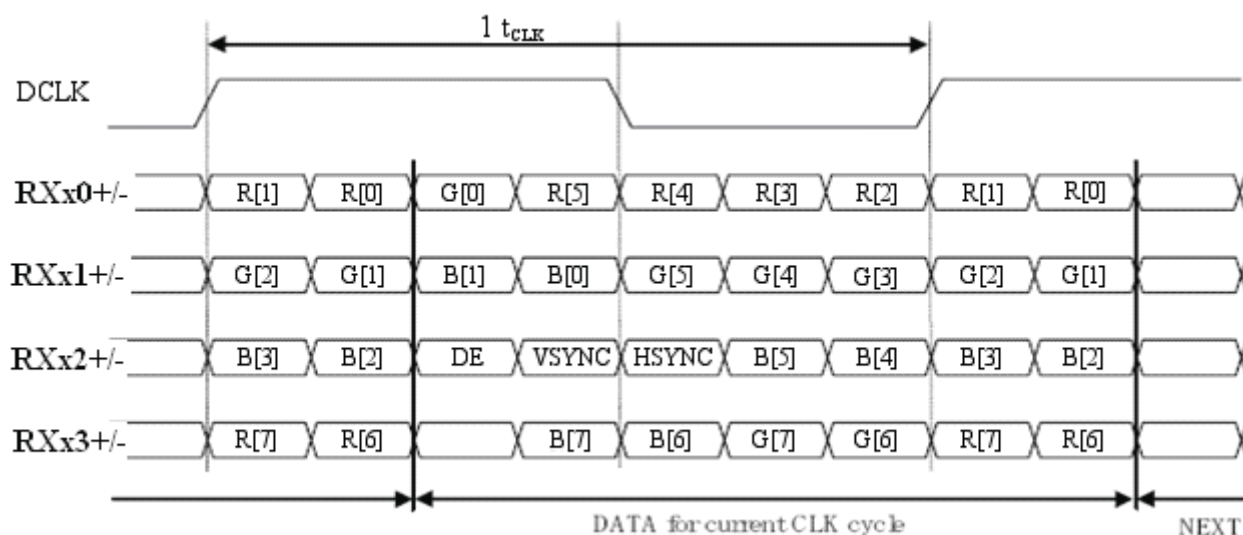 1 tCLK
DCLK
RXx0+/- R[1] R[0] G[0] R[5] R[4] R[3] R[2] R[1] R[0]
RXx1+/- G[2] G[1] B[1] B[0] G[5] G[4] G[3] G[2] G[1]
RXx2+/- B[3] B[2] DE VSYNC HSYNC B[5] B[4] B[3] B[2]
RXx3+/- R[7] R[6] B[7] B[6] G[7] G[6] R[7] R[6]
DATA for current CLK cycle NEXT